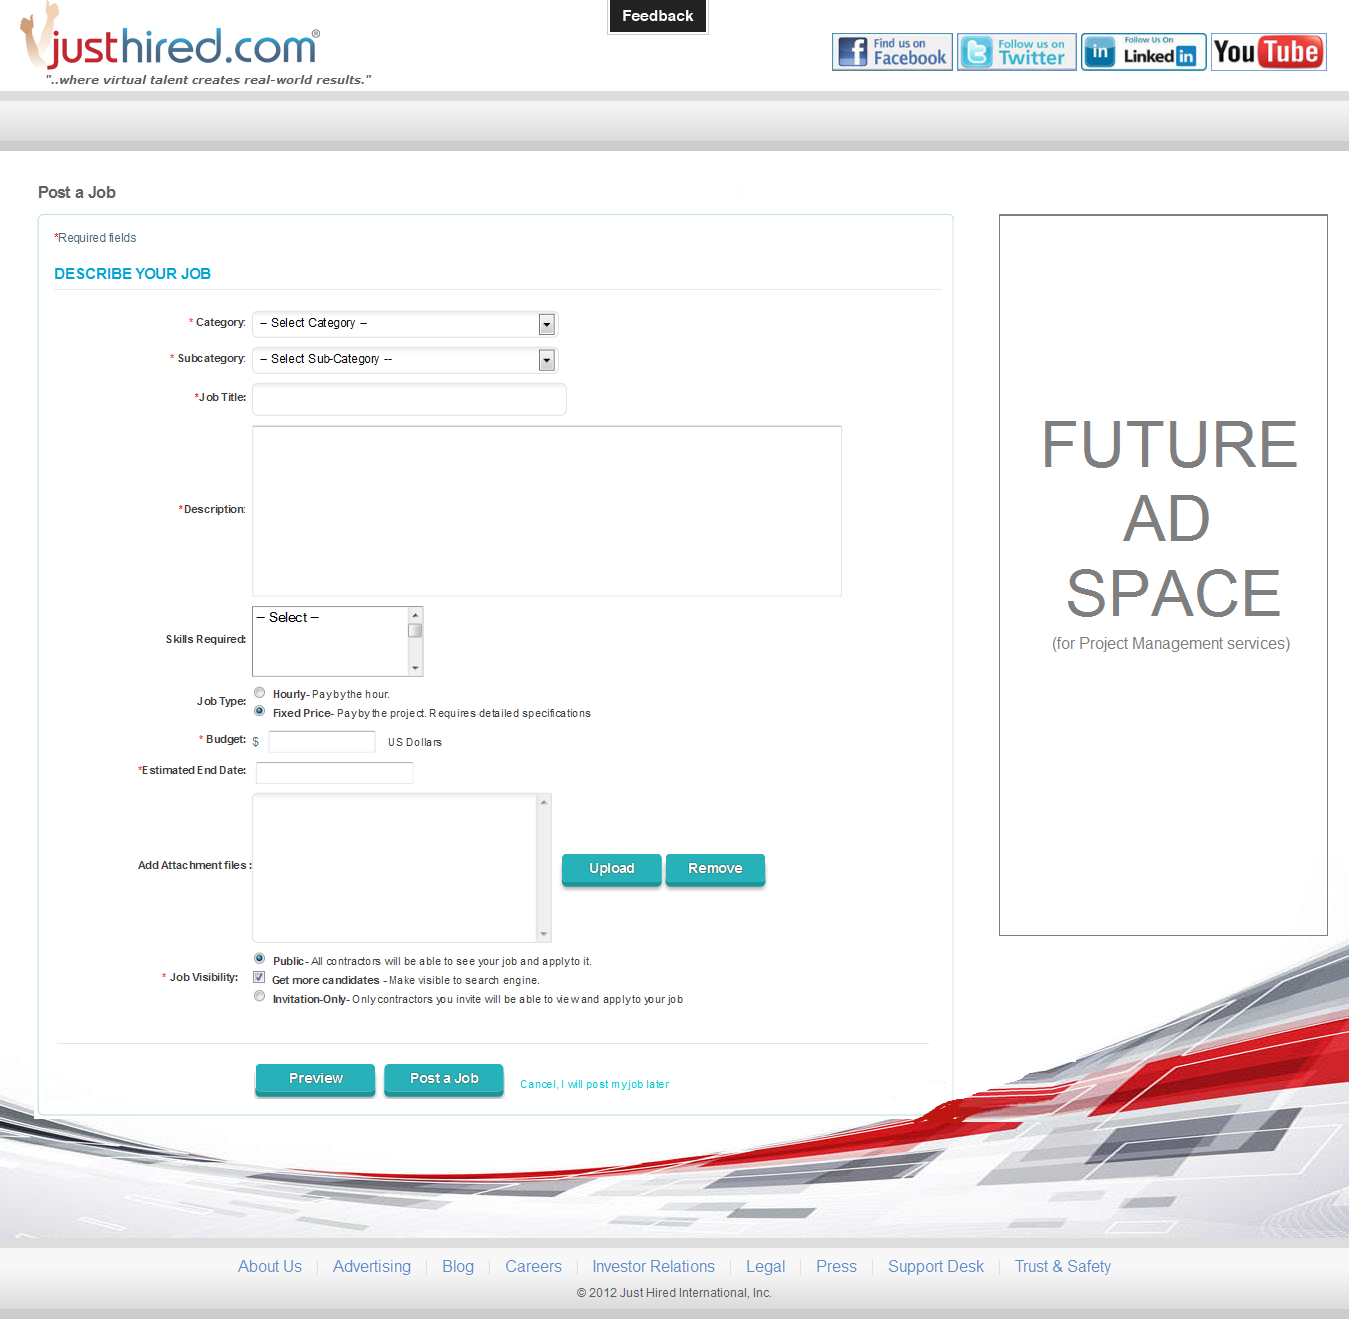 Feedback
justhired.com®
"..where virtual talent creates real-world results."
Find us on
Facebook
Follow us on
Twitter
Follow Us On
in Linkedin
YouTube
Post a Job
*Required fields
DESCRIBE YOUR JOB
* Category: -- Select Category --
* Subcategory: -- Select Sub-Category --
*Job Title:
*Description:
Skills Required: -- Select --
Job Type: Hourly- Pay by the hour.
Fixed Price- Pay by the project. Requires detailed specifications
* Budget: $ US Dollars
*Estimated End Date:
Add Attachment files : Upload Remove
* Job Visibility: Public- All contractors will be able to see your job and apply to it.
Get more candidates - Make visible to search engine.
Invitation-Only- Only contractors you invite will be able to view and apply to your job
Preview Post a Job Cancel, I will post my job later
FUTURE
AD
SPACE
(for Project Management services)
About Us | Advertising | Blog | Careers | Investor Relations | Legal | Press | Support Desk | Trust & Safety
© 2012 Just Hired International, Inc.